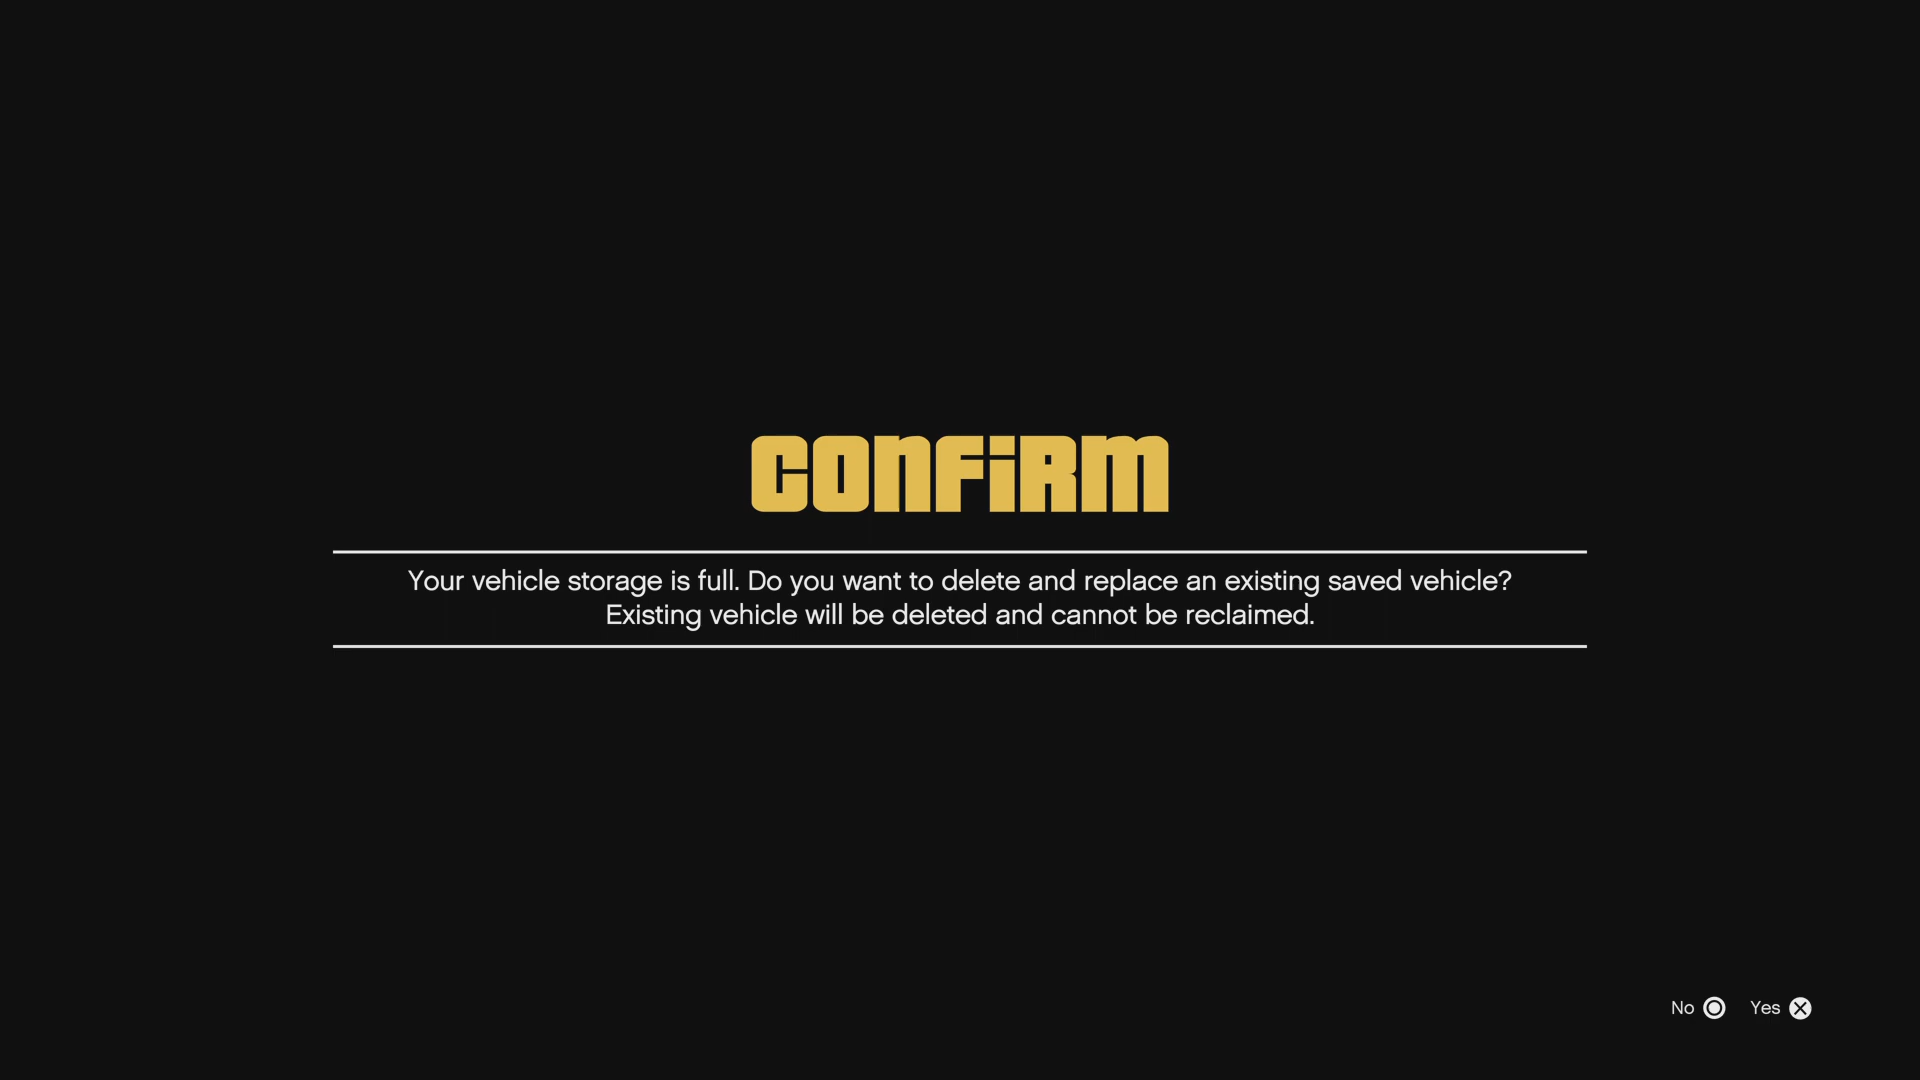 CONFIRM
Your vehicle storage is full. Do you want to delete and replace an existing saved vehicle?
Existing vehicle will be deleted and cannot be reclaimed.
No Yes